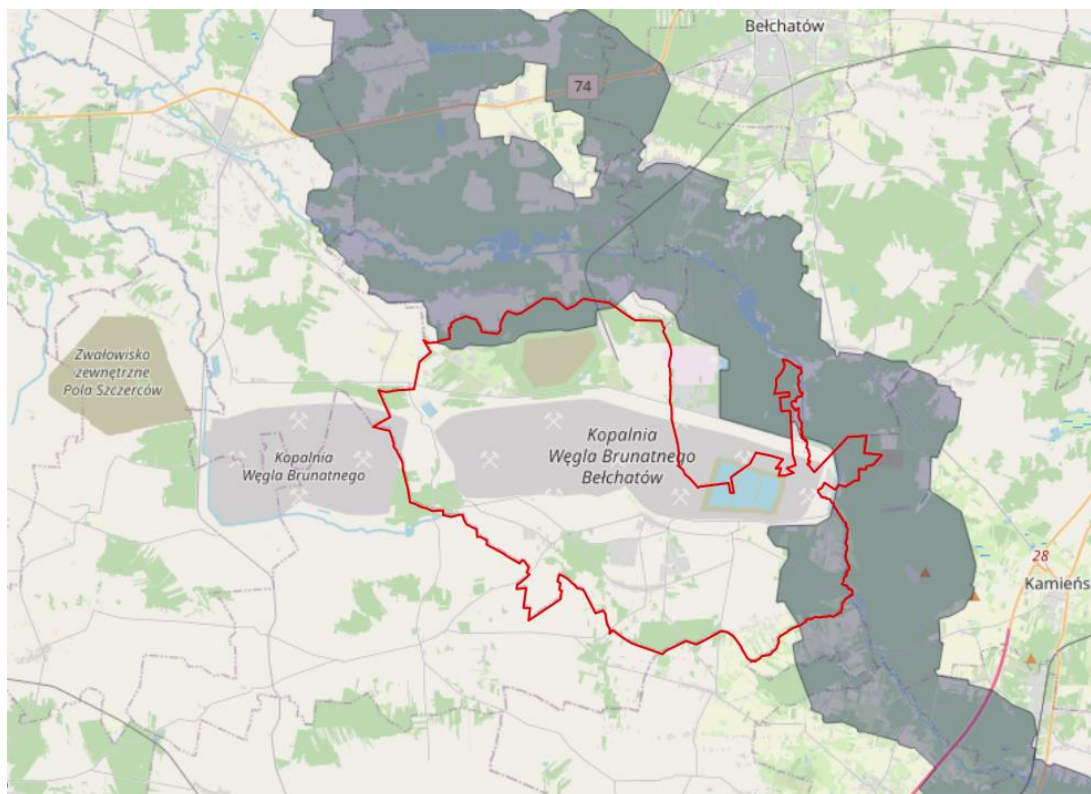 Bełchatów
74
Zwałowisko
zewnętrzne
Pola Szczerców
Kopalnia
Węgla Brunatnego
Kopalnia
Węgla Brunatnego
Bełchatów
28
Kamieńs